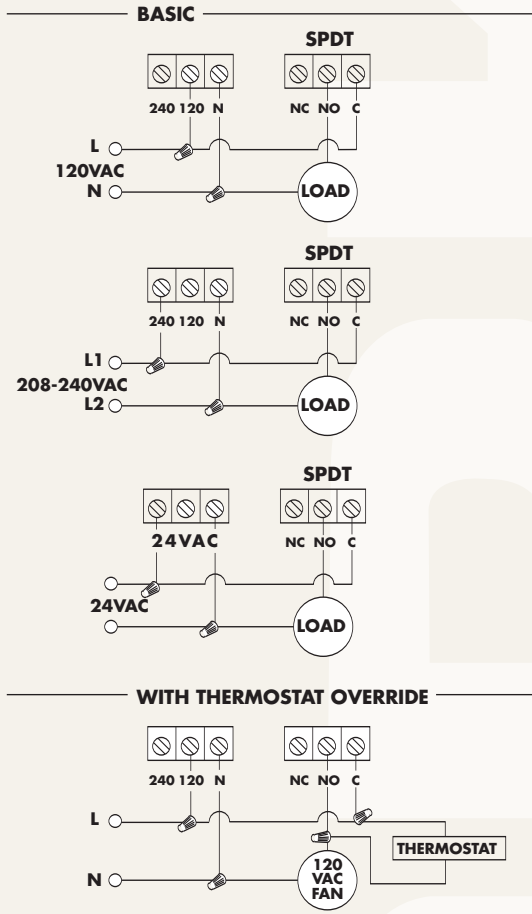 BASIC
SPDT
240 120 N
NC NO C
L
120VAC
N
LOAD
SPDT
240 120 N
NC NO C
L1
208-240VAC
L2
LOAD
SPDT
24VAC
NC NO C
24VAC
LOAD
WITH THERMOSTAT OVERRIDE
240 120 N
NC NO C
L
THERMOSTAT
N
120
VAC
FAN